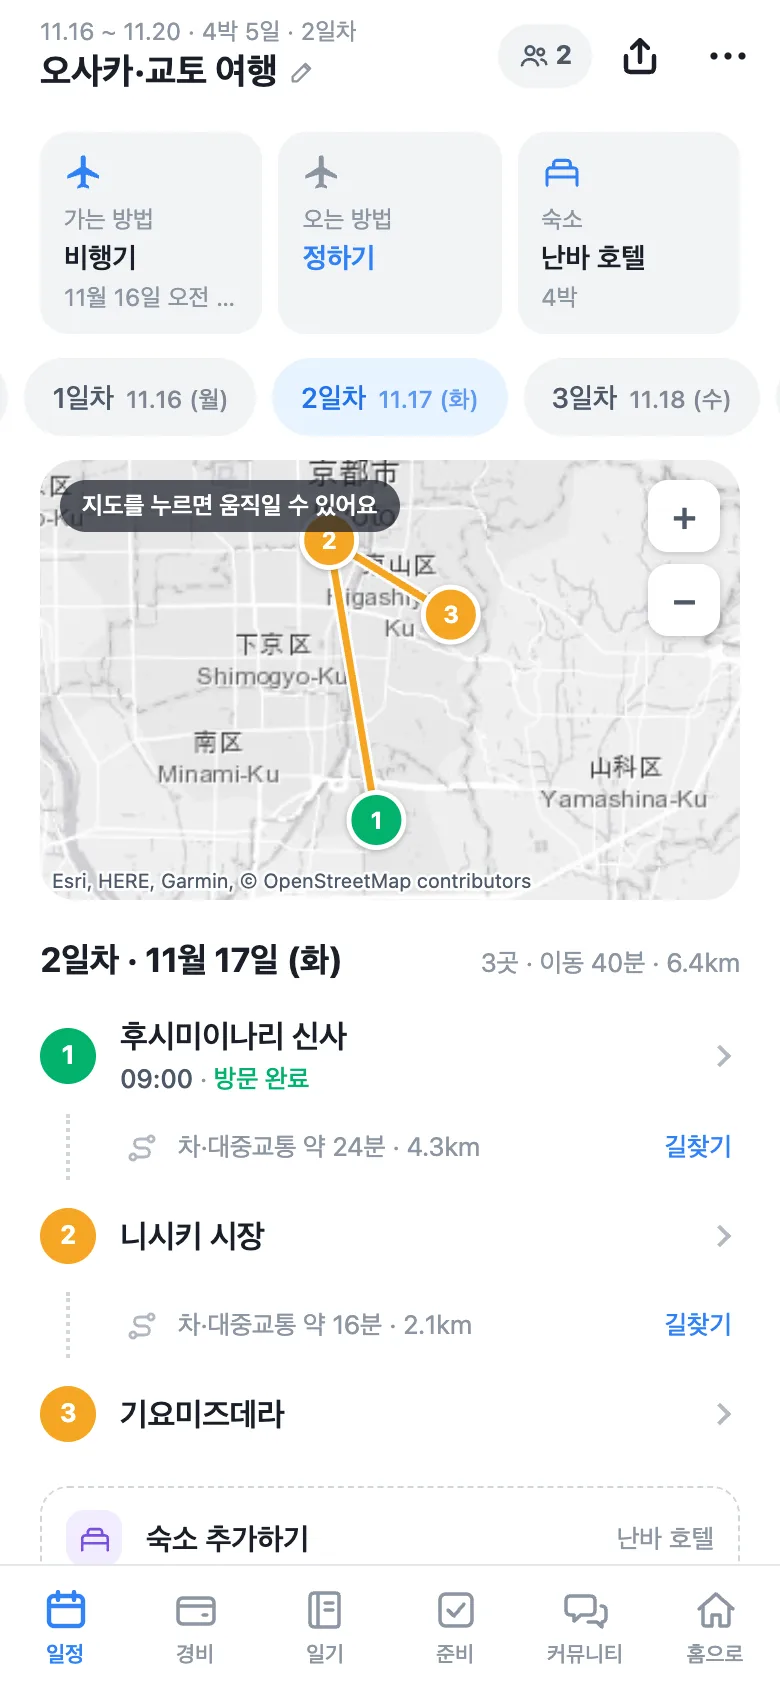 11.16 ~ 11.20 · 4박 5일 · 2일차
오사카·교토 여행
2
가는 방법
비행기
11월 16일 오전 ...
오는 방법
정하기
숙소
난바 호텔
4박
1일차 11.16 (월)
2일차 11.17 (화)
3일차 11.18 (수)
京都市
지도를 누르면 움직일 수 있어요
+
−
2
山区
3
Ku
下京区
Shimogyo-Ku
南区
Minami-Ku
山科区
Yamashina-Ku
1
Esri, HERE, Garmin, © OpenStreetMap contributors
2일차 · 11월 17일 (화)
3곳 · 이동 40분 · 6.4km
1
후시미이나리 신사
09:00 · 방문 완료
차·대중교통 약 24분 · 4.3km
길찾기
2
니시키 시장
차·대중교통 약 16분 · 2.1km
길찾기
3
기요미즈데라
숙소 추가하기
난바 호텔
일정
경비
일기
준비
커뮤니티
홈으로